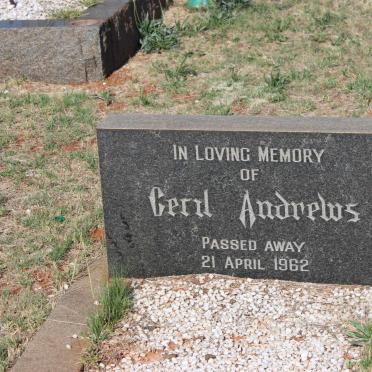 IN LOVING MEMORY
OF
Cecil Andrews
PASSED AWAY
21 APRIL 1962